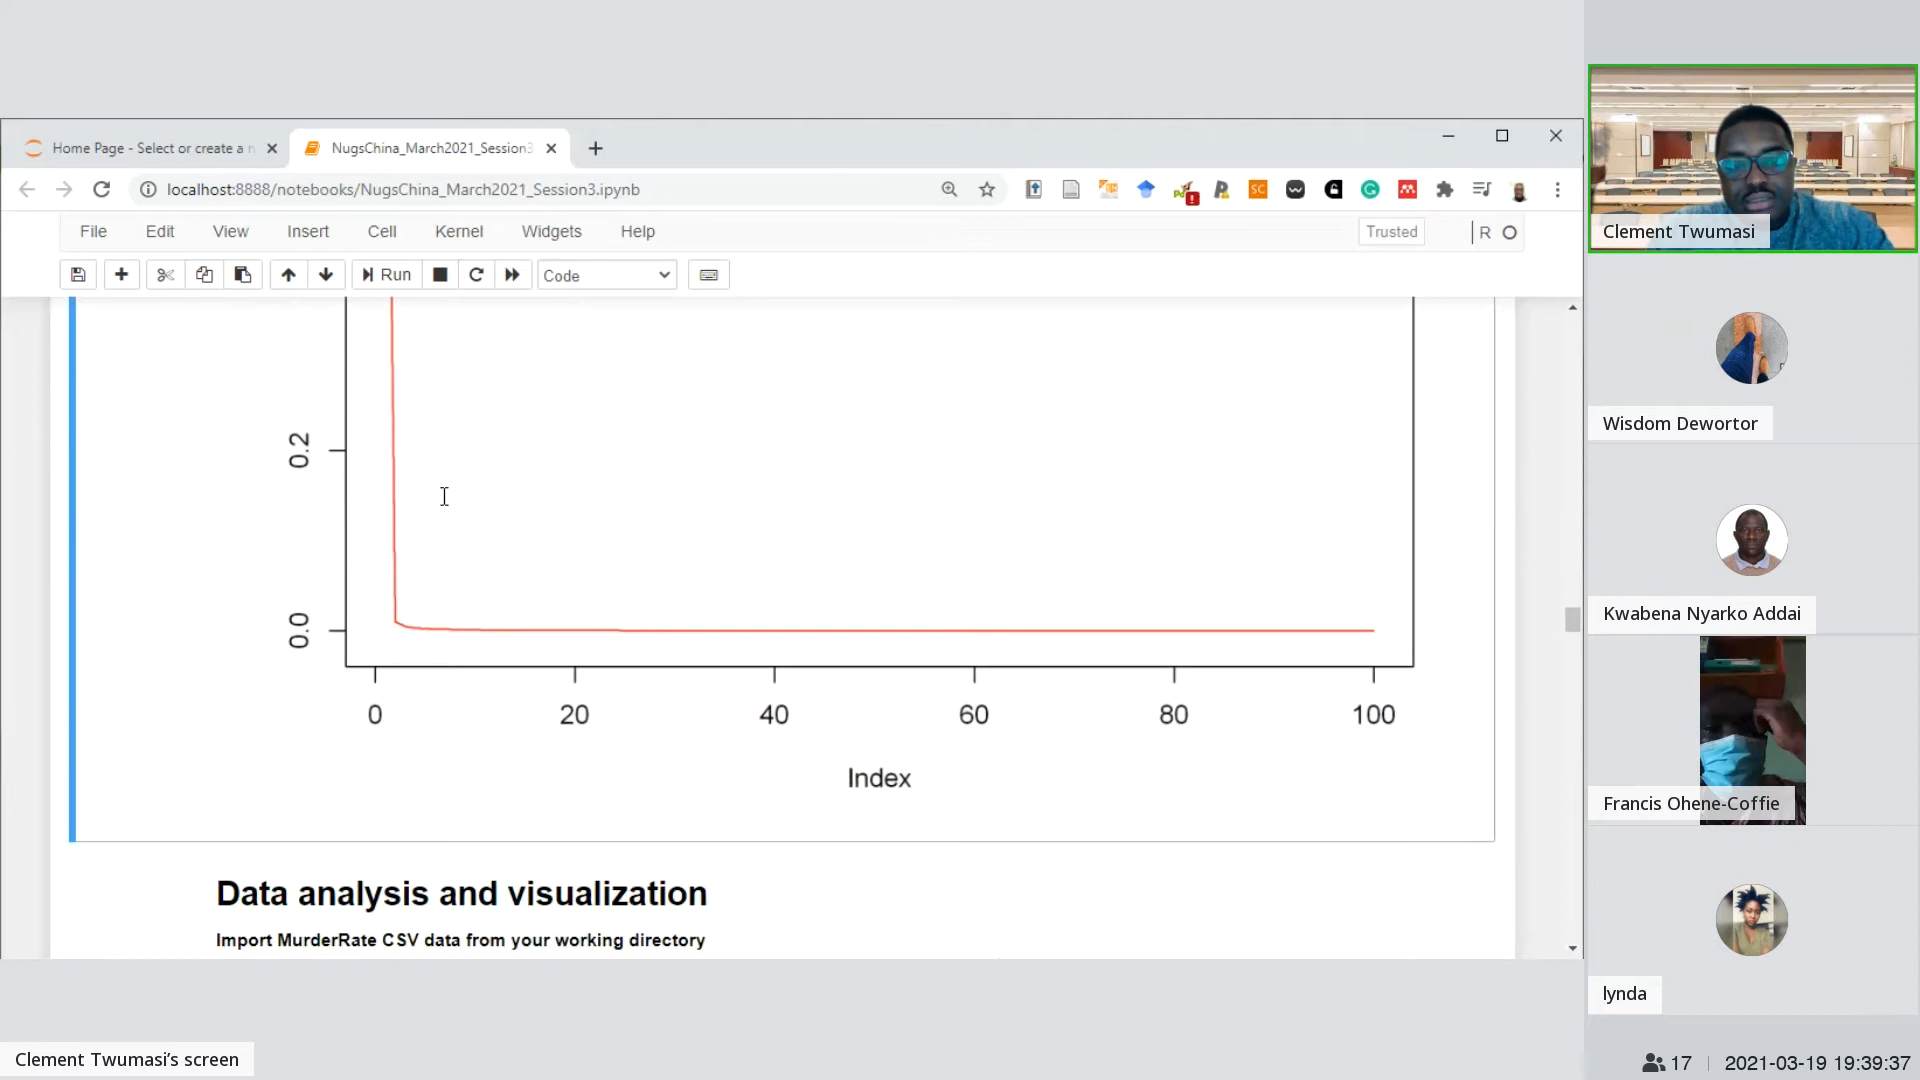 Home Page - Select or create a n
NugsChina_March2021_Session3
localhost:8888/notebooks/NugsChina_March2021_Session3.ipynb
File Edit View Insert Cell Kernel Widgets Help
Trusted
R
Run
Code
SC
0.2
0.0
0 20 40 60 80 100
Index
Data analysis and visualization
Import MurderRate CSV data from your working directory
Clement Twumasi
Wisdom Dewortor
Kwabena Nyarko Addai
Francis Ohene-Coffie
lynda
Clement Twumasi's screen
17
2021-03-19 19:39:37